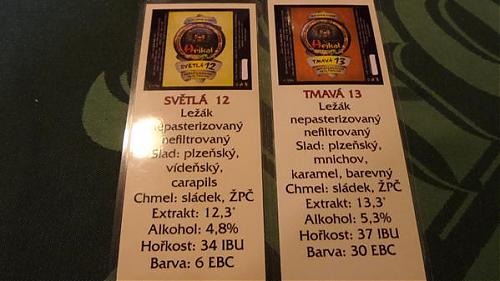 Arikal
SVĚTLÁ 12
SVĚTLÁ 12
Ležák
nepasterizovaný
nefiltrovaný
Slad: plzeňský,
vídeňský,
carapils
Chmel: sládek, ŽPČ
Extrakt: 12,3°
Alkohol: 4,8%
Hořkost: 34 IBU
Barva: 6 EBC
Arikal
TMAVÁ 13
TMAVÁ 13
Ležák
nepasterizovaný
nefiltrovaný
Slad: plzeňský,
mnichov,
karamel, barevný
Chmel: sládek, ŽPČ
Extrakt: 13,3°
Alkohol: 5,3%
Hořkost: 37 IBU
Barva: 30 EBC